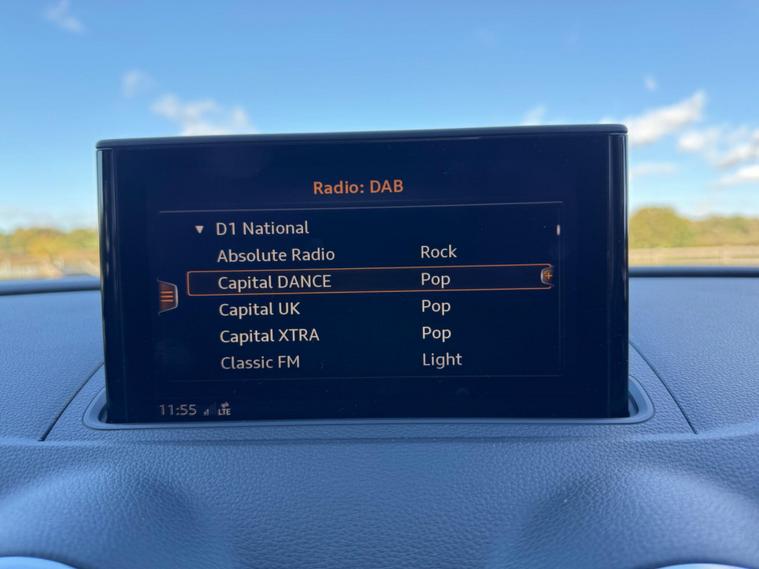 Radio: DAB
▼ D1 National
Absolute Radio Rock
Capital DANCE Pop
Capital UK Pop
Capital XTRA Pop
Classic FM Light
11:55 LTE